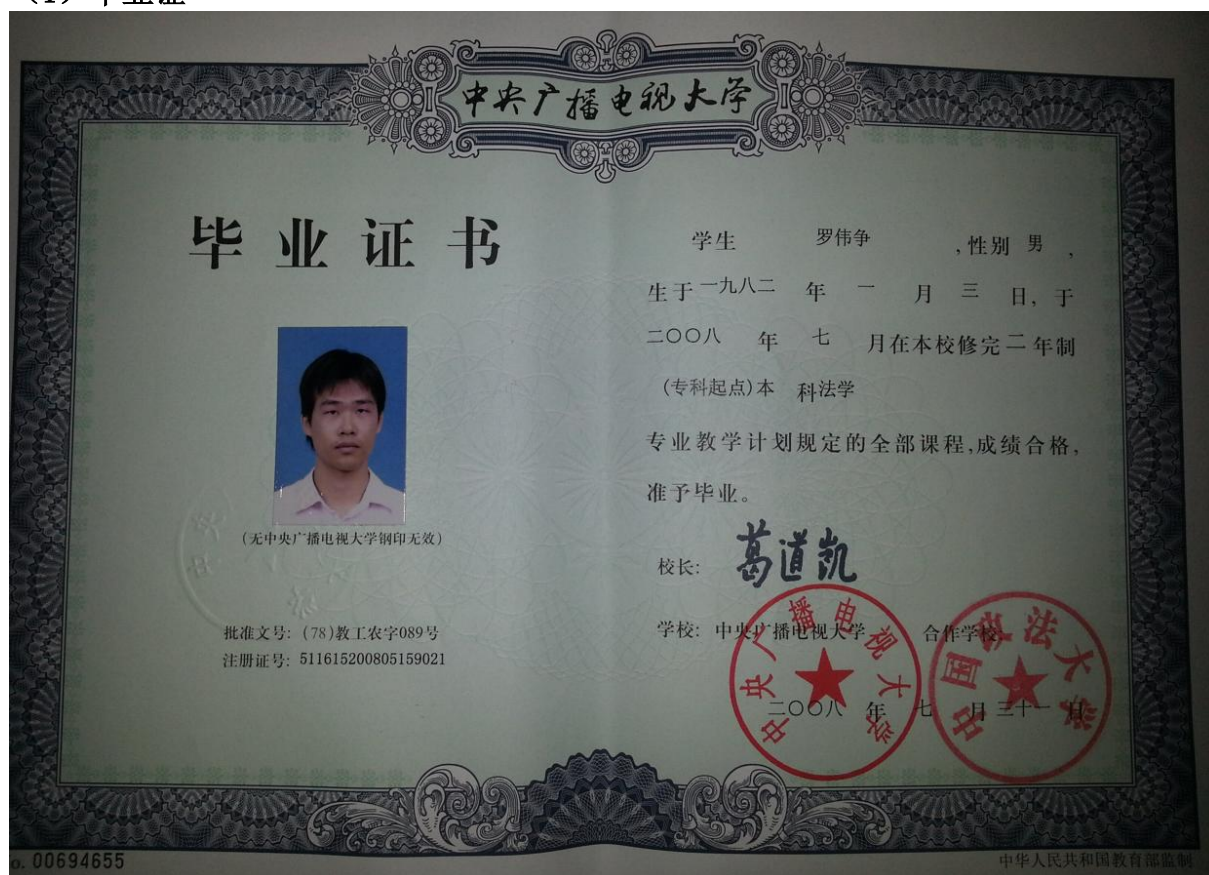 (1) 毕业证
中央广播电视大学
毕业证书
(无中央广播电视大学钢印无效)
批准文号: (78)教工农字089号
注册证号: 511615200805159021
学生 罗伟争 ,性别 男 ,
生于 一九八二 年 一 月 三 日, 于
二〇〇八 年 七 月在本校修完 二 年制
(专科起点)本 科法学
专业教学计划规定的全部课程,成绩合格,
准予毕业。
校长: 葛道凯
学校: 中央广播电视大学 合作学校:
中央广播电视大学
中国政法大学
二〇〇八 年 七 月 三十一 日
o. 00694655
中华人民共和国教育部监制